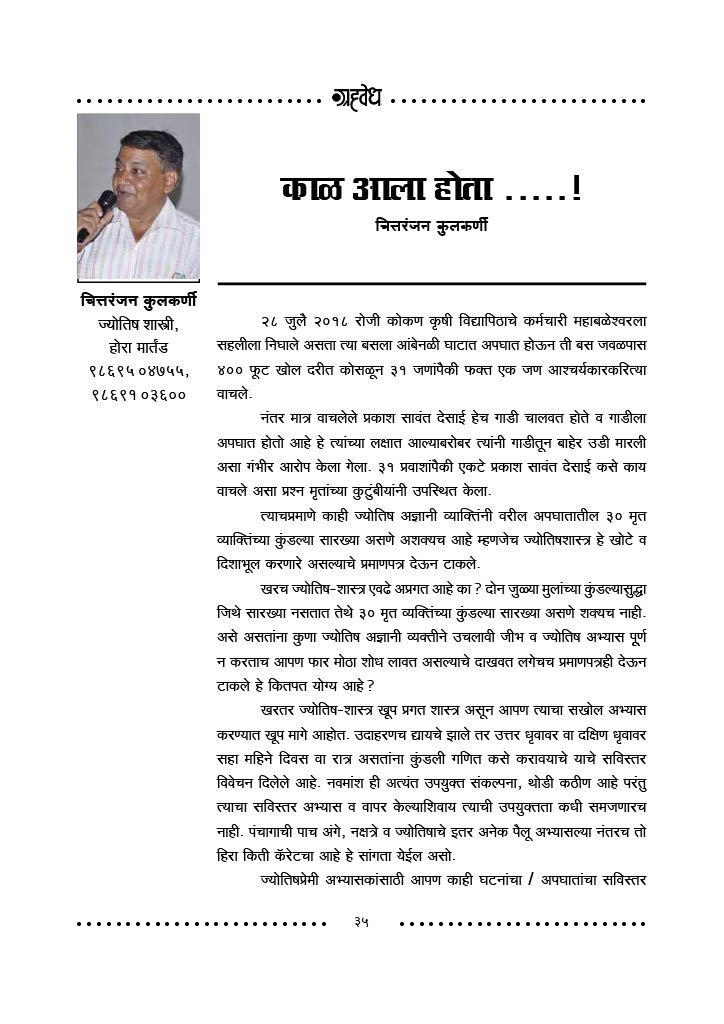 ग्रहवेध
काळ आला होता .....!
चित्तरंजन कुलकर्णी
चित्तरंजन कुलकर्णी
ज्योतिष शास्त्री,
होरा मार्तंड
९८६९५ ०४७५५,
९८६९१ ०३६००
२८ जुलै २०१८ रोजी कोकण कृषी विद्यापिठाचे कर्मचारी महाबळेश्वरला
सहलीला निघाले असता त्या बसला आंबेनळी घाटात अपघात होऊन ती बस जवळपास
४०० फूट खोल दरीत कोसळून ३१ जणांपैकी फक्त एक जण आश्चर्यकारकरित्या
वाचले.
नंतर मात्र वाचलेले प्रकाश सावंत देसाई हेच गाडी चालवत होते व गाडीला
अपघात होतो आहे हे त्यांच्या लक्षात आल्याबरोबर त्यांनी गाडीतून बाहेर उडी मारली
असा गंभीर आरोप केला गेला. ३१ प्रवाशांपैकी एकटे प्रकाश सावंत देसाई कसे काय
वाचले असा प्रश्न मृतांच्या कुटुंबीयांनी उपस्थित केला.
त्याचप्रमाणे काही ज्योतिष अज्ञानी व्याक्तिंनी वरील अपघातातील ३० मृत
व्याक्तिंच्या कुंडल्या सारख्या असणे अशक्यच आहे म्हणजेच ज्योतिषशास्त्र हे खोटे व
दिशाभूल करणारे असल्याचे प्रमाणपत्र देऊन टाकले.
खरच ज्योतिष-शास्त्र एवढे अप्रगत आहे का ? दोन जुळ्या मुलांच्या कुंडल्यासुद्धा
जिथे सारख्या नसतात तेथे ३० मृत व्यक्तिंच्या कुंडल्या सारख्या असणे शक्यच नाही.
असे असतांना कुणा ज्योतिष अज्ञानी व्यक्तीने उचलावी जीभ व ज्योतिष अभ्यास पूर्ण
न करताच आपण फार मोठा शोध लावत असल्याचे दाखवत लगेचच प्रमाणपत्रही देऊन
टाकले हे कितपत योग्य आहे ?
खरतर ज्योतिष-शास्त्र खूप प्रगत शास्त्र असून आपण त्याचा सखोल अभ्यास
करण्यात खूप मागे आहोत. उदाहरणच द्यायचे झाले तर उत्तर धृवावर वा दक्षिण धृवावर
सहा महिने दिवस वा रात्र असतांना कुंडली गणित कसे करावयाचे याचे सविस्तर
विवेचन दिलेले आहे. नवमांश ही अत्यंत उपयुक्त संकल्पना, थोडी कठीण आहे परंतु
त्याचा सविस्तर अभ्यास व वापर केल्याशिवाय त्याची उपयुक्तता कधी समजणारच
नाही. पंचागाची पाच अंगे, नक्षत्रे व ज्योतिषाचे इतर अनेक पैलू अभ्यासल्या नंतरच तो
हिरा किती कॅरेटचा आहे हे सांगता येईल असो.
ज्योतिषप्रेमी अभ्यासकांसाठी आपण काही घटनांचा / अपघातांचा सविस्तर
३५